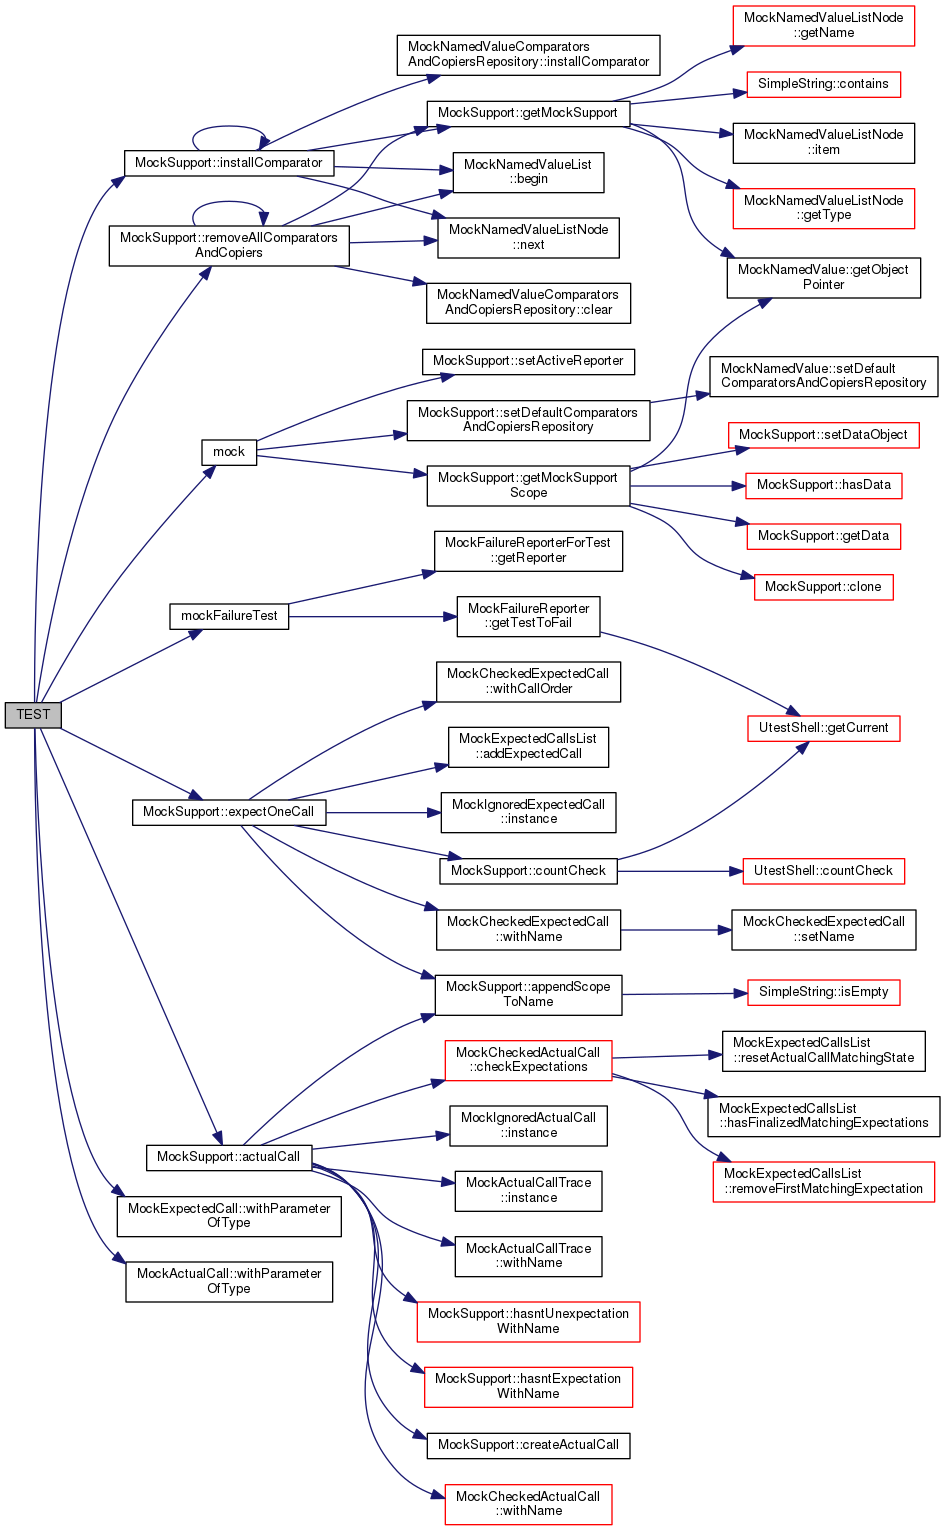 TEST
MockSupport::installComparator
MockNamedValueComparators
AndCopiersRepository::installComparator
MockSupport::getMockSupport
MockNamedValueListNode
::getName
SimpleString::contains
MockNamedValueListNode
::item
MockNamedValueListNode
::getType
MockNamedValue::getObject
Pointer
MockNamedValueList
::begin
MockNamedValueListNode
::next
MockSupport::removeAllComparators
AndCopiers
MockNamedValueComparators
AndCopiersRepository::clear
mock
MockSupport::setActiveReporter
MockSupport::setDefaultComparators
AndCopiersRepository
MockNamedValue::setDefault
ComparatorsAndCopiersRepository
MockSupport::getMockSupport
Scope
MockSupport::setDataObject
MockSupport::hasData
MockSupport::getData
MockSupport::clone
mockFailureTest
MockFailureReporterForTest
::getReporter
MockFailureReporter
::getTestToFail
UtestShell::getCurrent
MockSupport::expectOneCall
MockCheckedExpectedCall
::withCallOrder
MockExpectedCallsList
::addExpectedCall
MockIgnoredExpectedCall
::instance
MockSupport::countCheck
UtestShell::countCheck
MockCheckedExpectedCall
::withName
MockCheckedExpectedCall
::setName
MockSupport::appendScope
ToName
SimpleString::isEmpty
MockSupport::actualCall
MockCheckedActualCall
::checkExpectations
MockExpectedCallsList
::resetActualCallMatchingState
MockExpectedCallsList
::hasFinalizedMatchingExpectations
MockExpectedCallsList
::removeFirstMatchingExpectation
MockIgnoredActualCall
::instance
MockActualCallTrace
::instance
MockActualCallTrace
::withName
MockSupport::hasntUnexpectation
WithName
MockSupport::hasntExpectation
WithName
MockSupport::createActualCall
MockCheckedActualCall
::withName
MockExpectedCall::withParameter
OfType
MockActualCall::withParameter
OfType